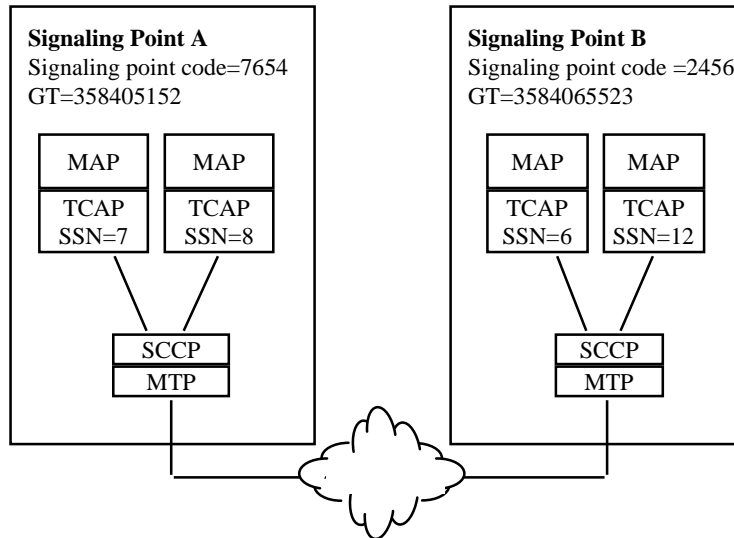 Signaling Point A
Signaling point code=7654
GT=358405152
MAP
MAP
TCAP
SSN=7
TCAP
SSN=8
SCCP
MTP
Signaling Point B
Signaling point code =2456
GT=3584065523
MAP
MAP
TCAP
SSN=6
TCAP
SSN=12
SCCP
MTP